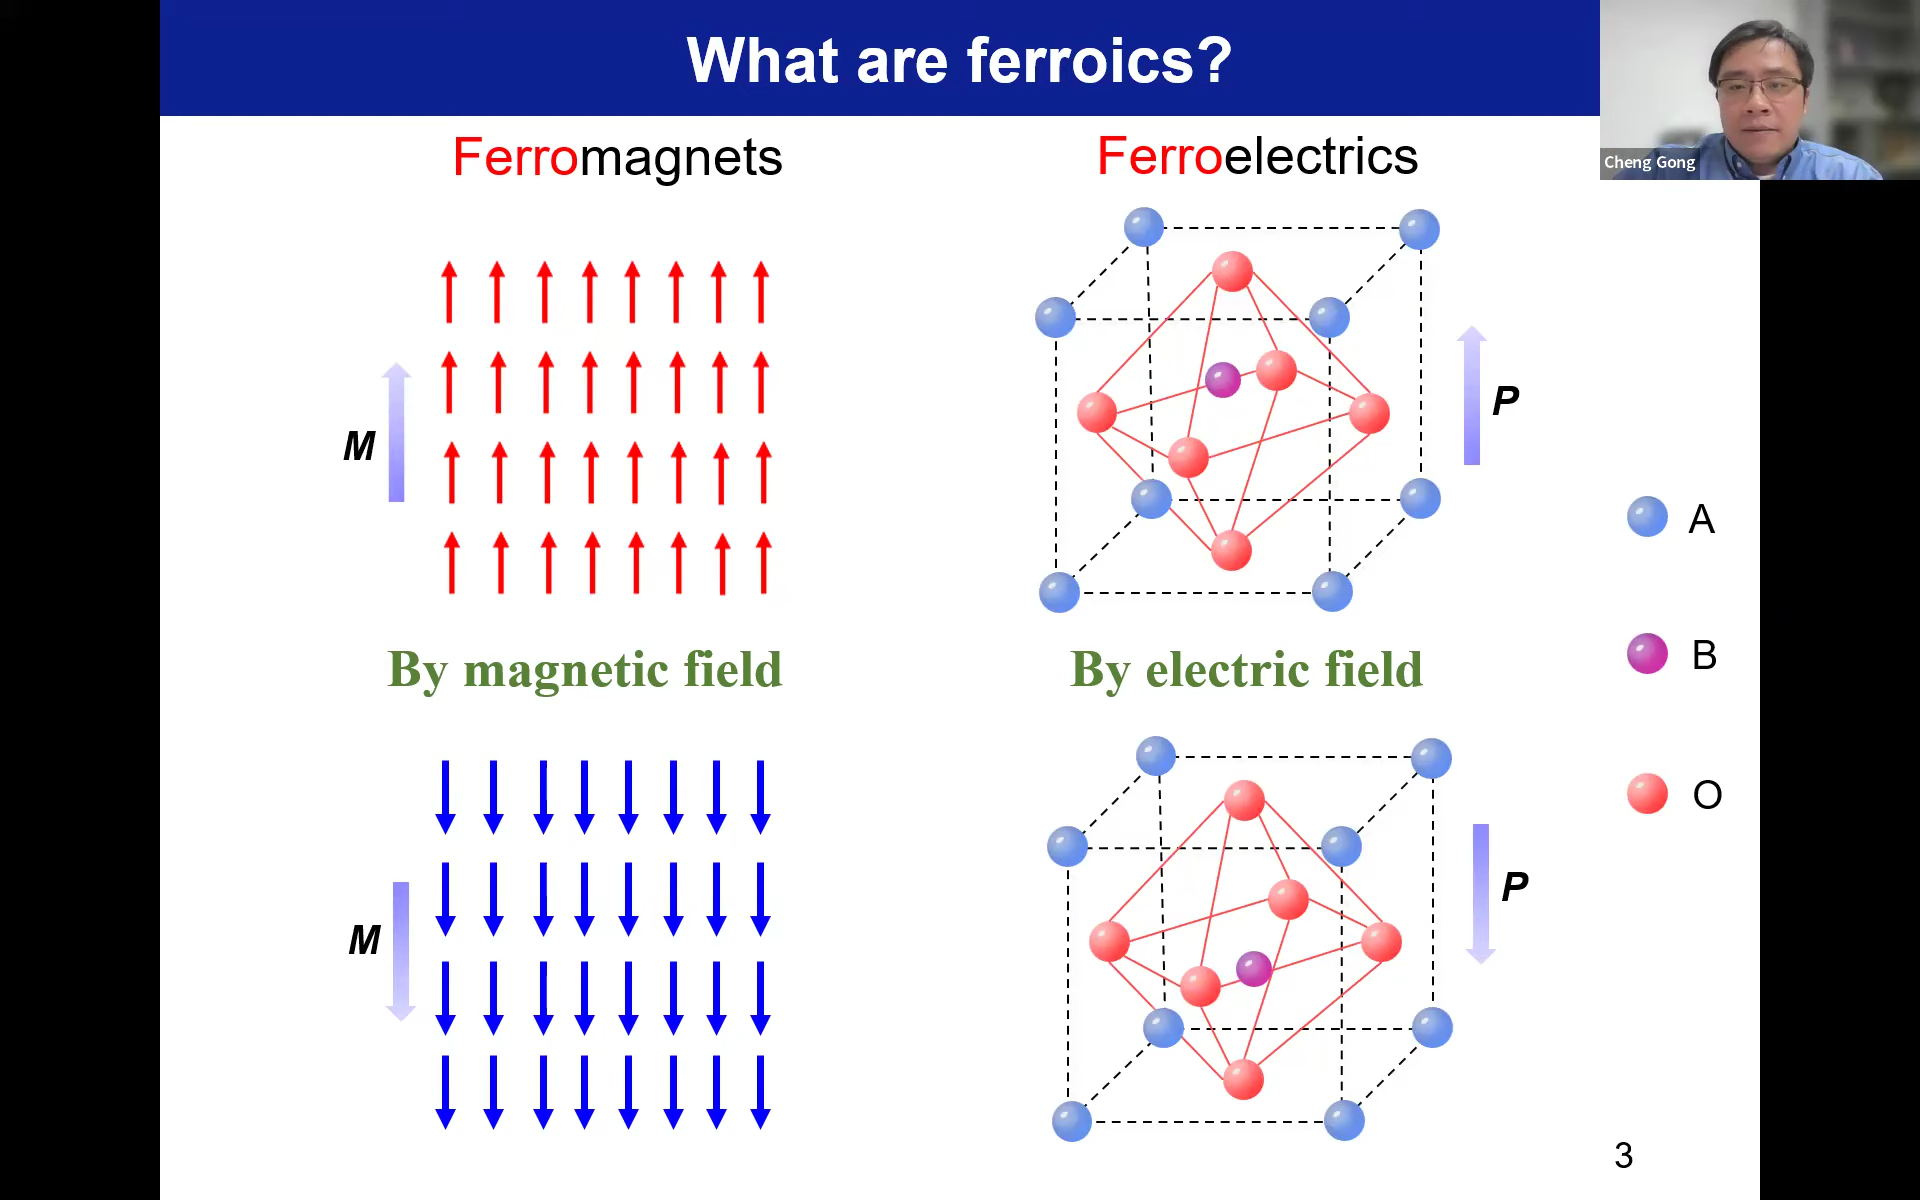 What are ferroics?
Cheng Gong
Ferromagnets
Ferroelectrics
M
P
A
By magnetic field
By electric field
B
O
M
P
3